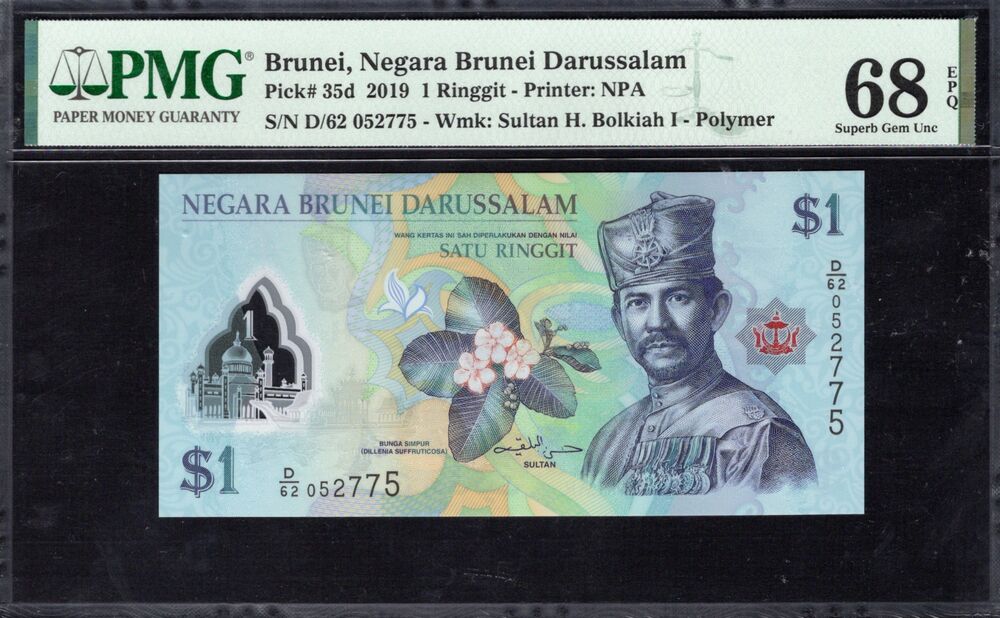 PMG®
PAPER MONEY GUARANTY
Brunei, Negara Brunei Darussalam
Pick# 35d 2019 1 Ringgit - Printer: NPA
S/N D/62 052775 - Wmk: Sultan H. Bolkiah I - Polymer
68
EPQ
Superb Gem Unc
NEGARA BRUNEI DARUSSALAM
$1
WANG KERTAS INI SAH DIPERLAKUKAN DENGAN NILAI
SATU RINGGIT
D/62 052775
1
BUNGA SIMPUR
(DILLENIA SUFFRUTICOSA)
SULTAN
$1
D/62 052775